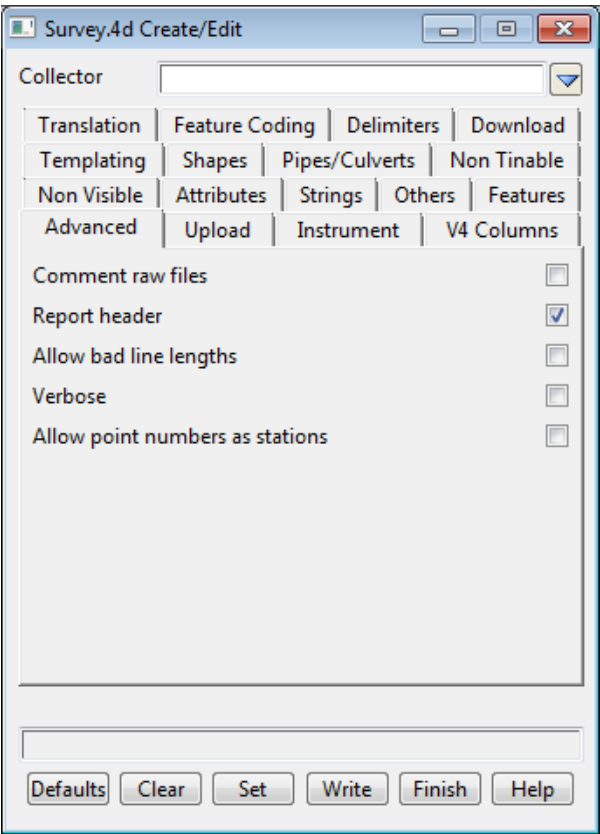 Survey.4d Create/Edit
Collector
Translation Feature Coding Delimiters Download
Templating Shapes Pipes/Culverts Non Tinable
Non Visible Attributes Strings Others Features
Advanced Upload Instrument V4 Columns
Comment raw files
Report header
Allow bad line lengths
Verbose
Allow point numbers as stations
Defaults Clear Set Write Finish Help